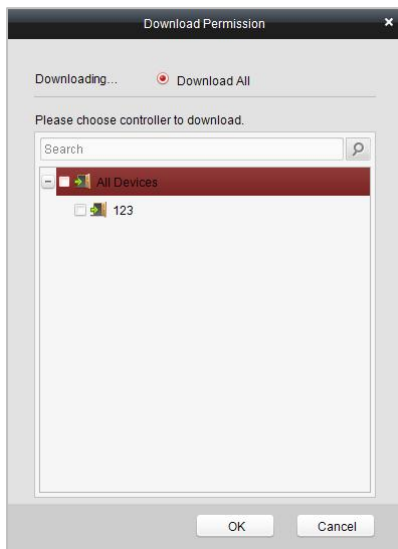 Download Permission
Downloading... Download All
Please choose controller to download.
Search
All Devices
123
OK Cancel